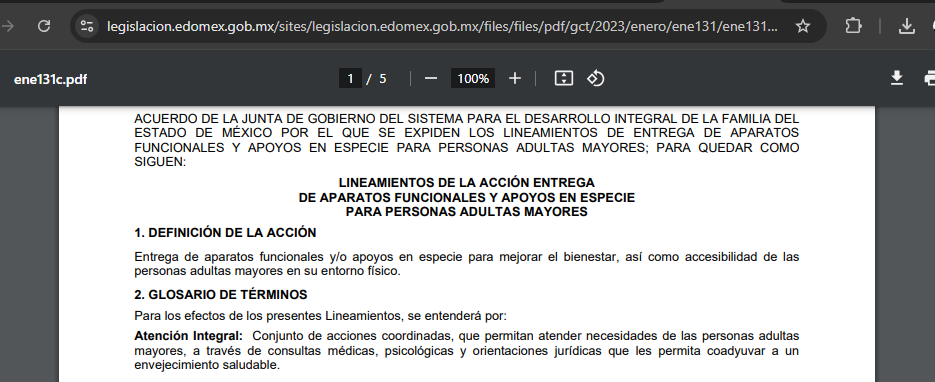 legislacion.edomex.gob.mx/sites/legislacion.edomex.gob.mx/files/files/pdf/gct/2023/enero/ene131/ene131...
ene131c.pdf
1 / 5
100%
ACUERDO DE LA JUNTA DE GOBIERNO DEL SISTEMA PARA EL DESARROLLO INTEGRAL DE LA FAMILIA DEL
ESTADO DE MÉXICO POR EL QUE SE EXPIDEN LOS LINEAMIENTOS DE ENTREGA DE APARATOS
FUNCIONALES Y APOYOS EN ESPECIE PARA PERSONAS ADULTAS MAYORES; PARA QUEDAR COMO
SIGUEN:
LINEAMIENTOS DE LA ACCIÓN ENTREGA
DE APARATOS FUNCIONALES Y APOYOS EN ESPECIE
PARA PERSONAS ADULTAS MAYORES
1. DEFINICIÓN DE LA ACCIÓN
Entrega de aparatos funcionales y/o apoyos en especie para mejorar el bienestar, así como accesibilidad de las
personas adultas mayores en su entorno físico.
2. GLOSARIO DE TÉRMINOS
Para los efectos de los presentes Lineamientos, se entenderá por:
Atención Integral: Conjunto de acciones coordinadas, que permitan atender necesidades de las personas adultas
mayores, a través de consultas médicas, psicológicas y orientaciones jurídicas que les permita coadyuvar a un
envejecimiento saludable.